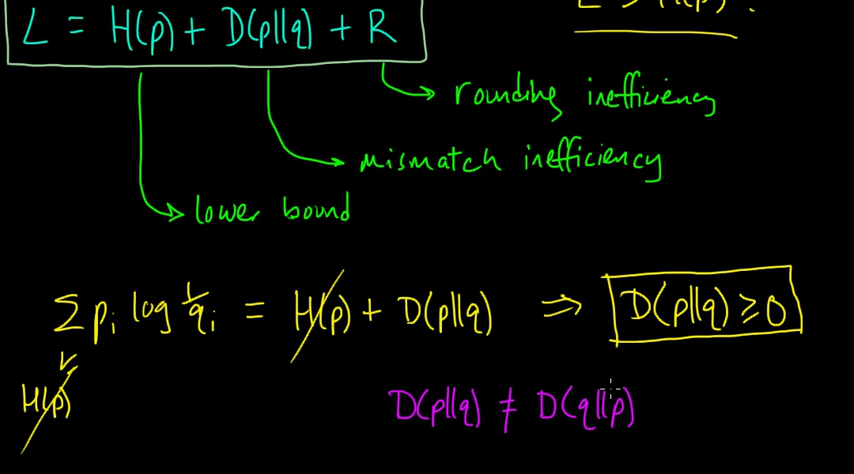 L = H(p) + D(p||q) + R
L ≥ H(p).
rounding inefficiency
mismatch inefficiency
lower bound
∑ pᵢ log 1/qᵢ = H(p) + D(p||q) ⇒ D(p||q) ≥ 0
H(p)
D(p||q) ≠ D(q||p)